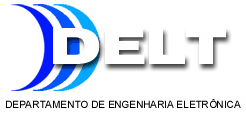 DELT
DEPARTAMENTO DE ENGENHARIA ELETRÔNICA